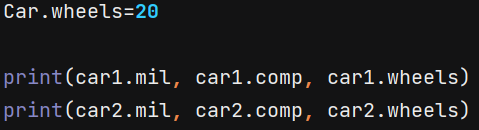 Car.wheels=20
print(car1.mil, car1.comp, car1.wheels)
print(car2.mil, car2.comp, car2.wheels)